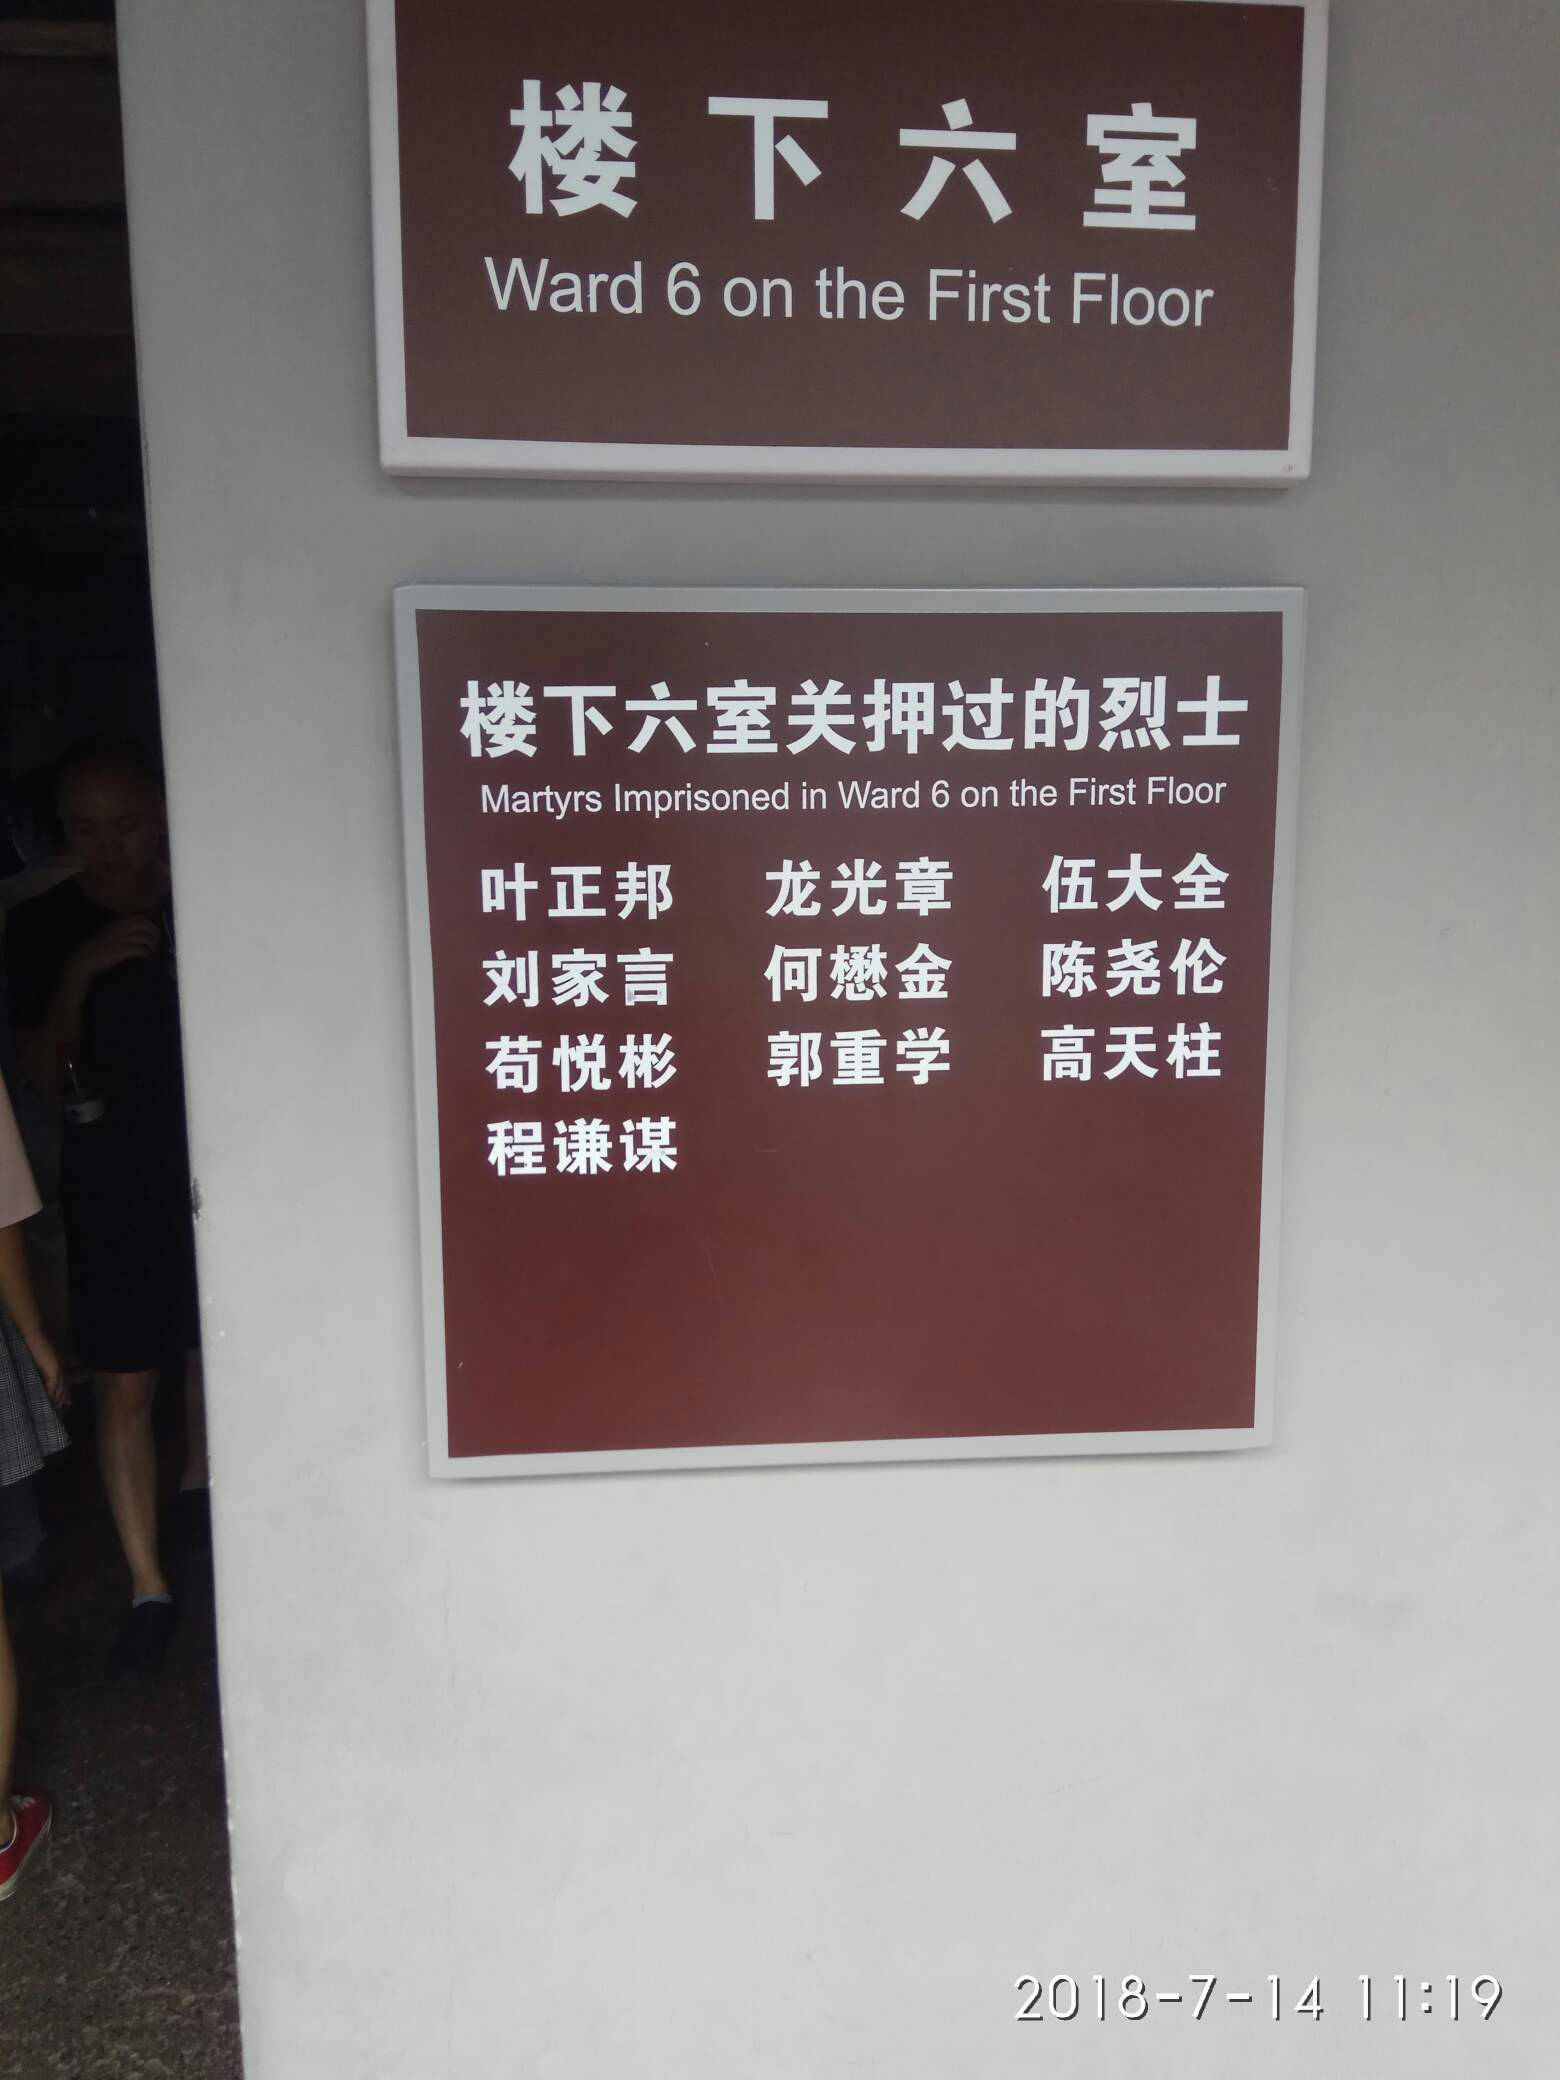 楼下六室
Ward 6 on the First Floor
楼下六室关押过的烈士
Martyrs Imprisoned in Ward 6 on the First Floor
叶正邦 龙光章 伍大全
刘家言 何懋金 陈尧伦
苟悦彬 郭重学 高天柱
程谦谋
2018-7-14 11:19